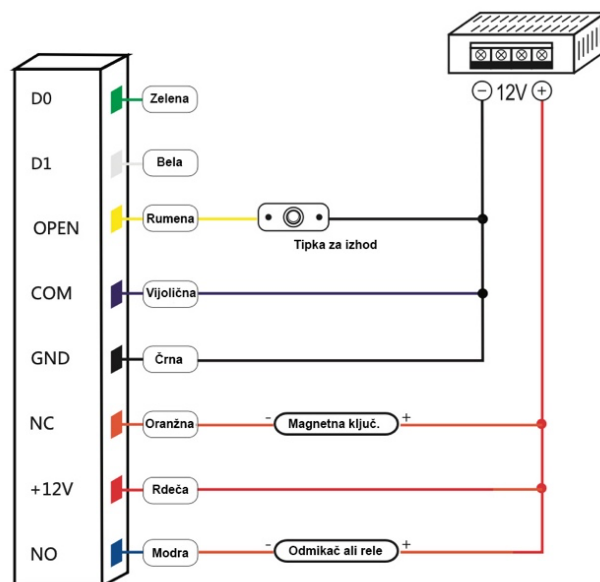 − 12V +
D0 Zelena
D1 Bela
OPEN Rumena
Tipka za izhod
COM Vijolična
GND Črna
NC Oranžna - Magnetna ključ. +
+12V Rdeča
NO Modra - Odmikač ali rele +